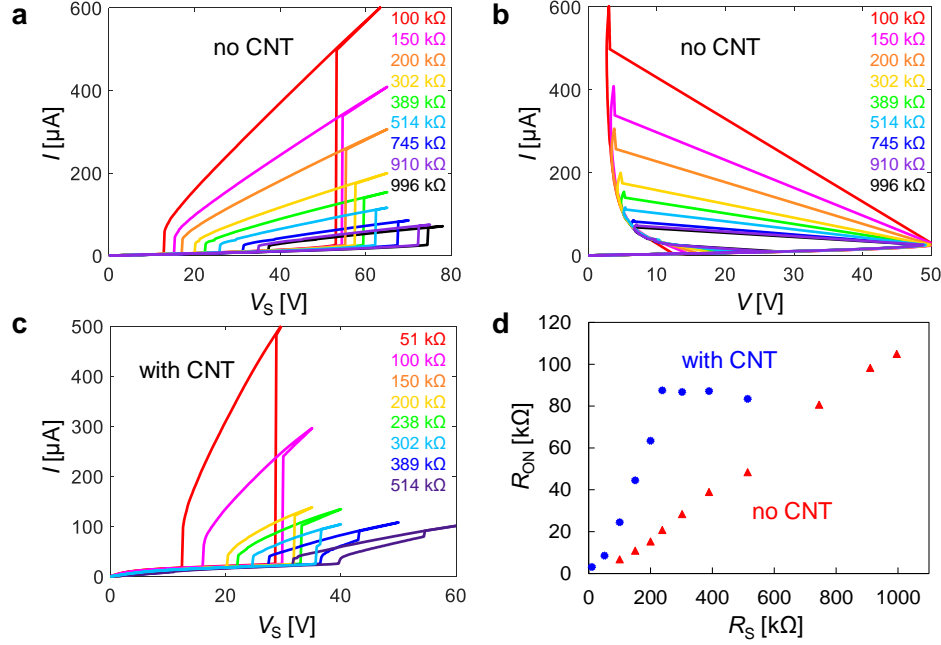 a
no CNT
100 kΩ
150 kΩ
200 kΩ
302 kΩ
389 kΩ
514 kΩ
745 kΩ
910 kΩ
996 kΩ
600
400
200
0
I [µA]
0 20 40 60 80
V_S [V]
b
no CNT
100 kΩ
150 kΩ
200 kΩ
302 kΩ
389 kΩ
514 kΩ
745 kΩ
910 kΩ
996 kΩ
600
400
200
0
I [µA]
0 10 20 30 40 50
V [V]
c
with CNT
51 kΩ
100 kΩ
150 kΩ
200 kΩ
238 kΩ
302 kΩ
389 kΩ
514 kΩ
500
400
300
200
100
0
I [µA]
0 20 40 60
V_S [V]
d
with CNT
no CNT
120
100
80
60
40
20
0
R_ON [kΩ]
0 200 400 600 800 1000
R_S [kΩ]